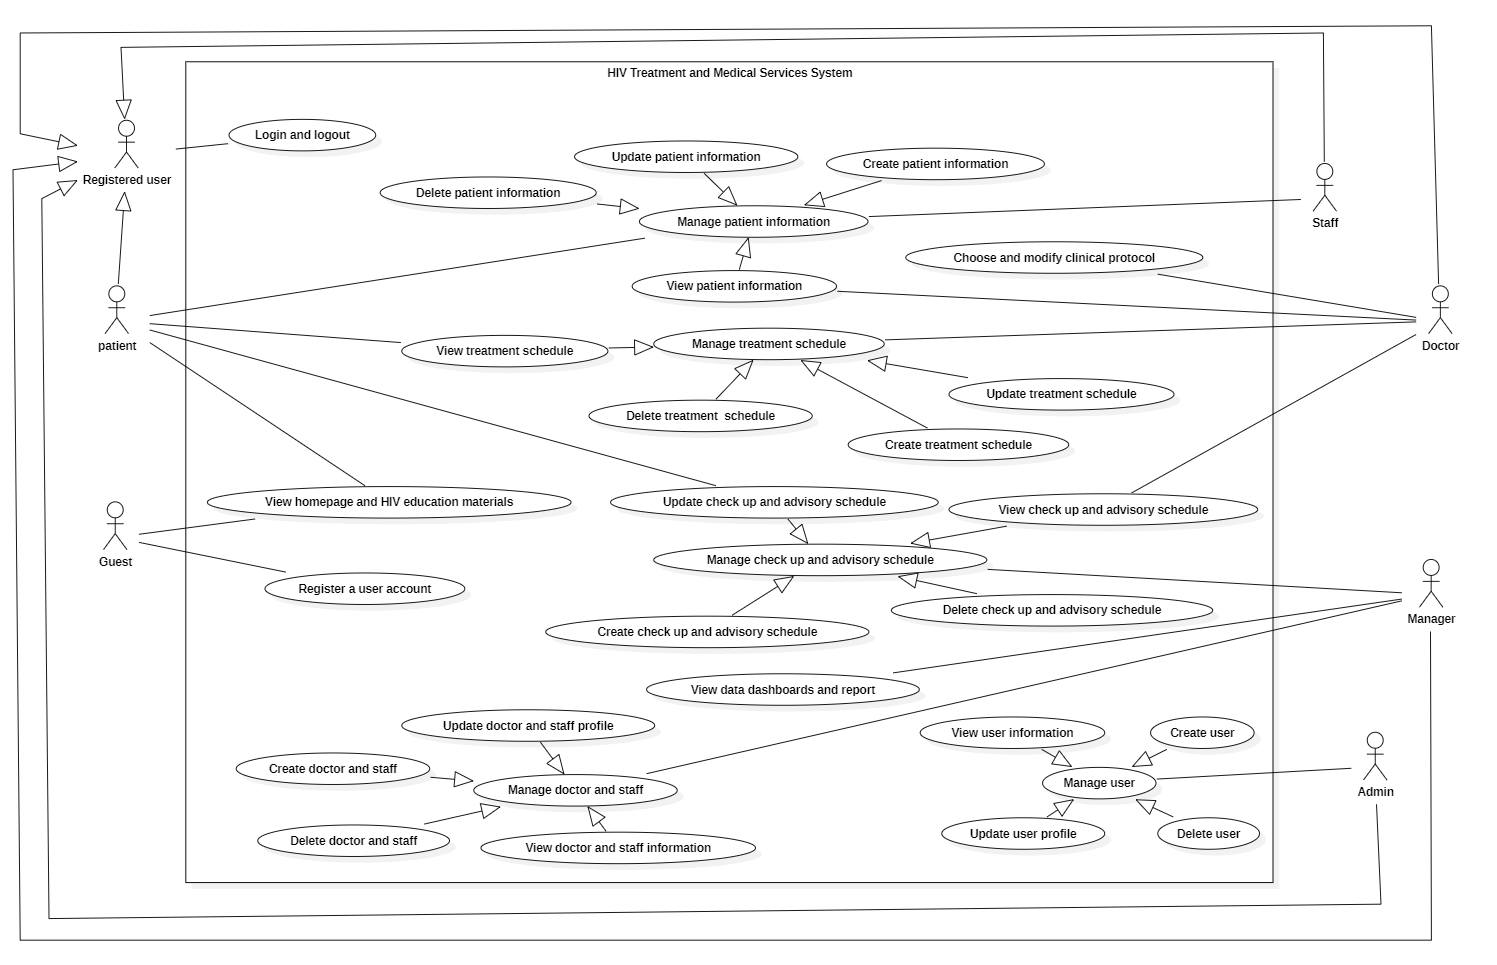 HIV Treatment and Medical Services System
Login and logout
Update patient information
Create patient information
Registered user
Delete patient information
Manage patient information
Staff
Choose and modify clinical protocol
View patient information
patient
View treatment schedule
Manage treatment schedule
Doctor
Update treatment schedule
Delete treatment  schedule
Create treatment schedule
View homepage and HIV education materials
Update check up and advisory schedule
View check up and advisory schedule
Guest
Manage check up and advisory schedule
Register a user account
Delete check up and advisory schedule
Manager
Create check up and advisory schedule
View data dashboards and report
Update doctor and staff profile
View user information
Create user
Create doctor and staff
Manage doctor and staff
Manage user
Admin
Delete doctor and staff
View doctor and staff information
Update user profile
Delete user